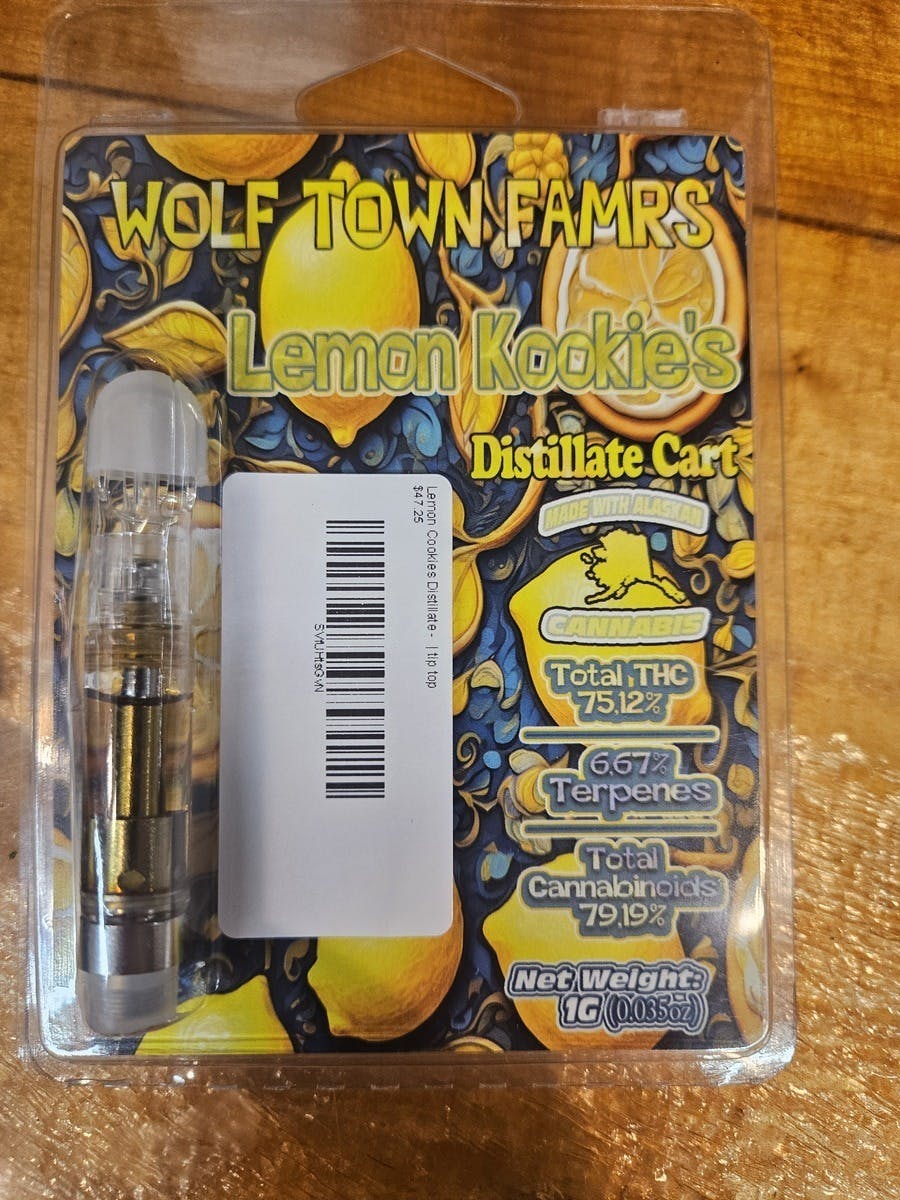 WOLF TOWN FAMRS
Lemon Kookie's
Distillate Cart
MADE WITH ALASKAN
CANNABIS
Lemon Cookies Distillate - | tip top
$47.25
Total THC
75.12%
6.67%
Terpenes
Total
Cannabinoids
79.19%
Net Weight:
1G (0.035oz)